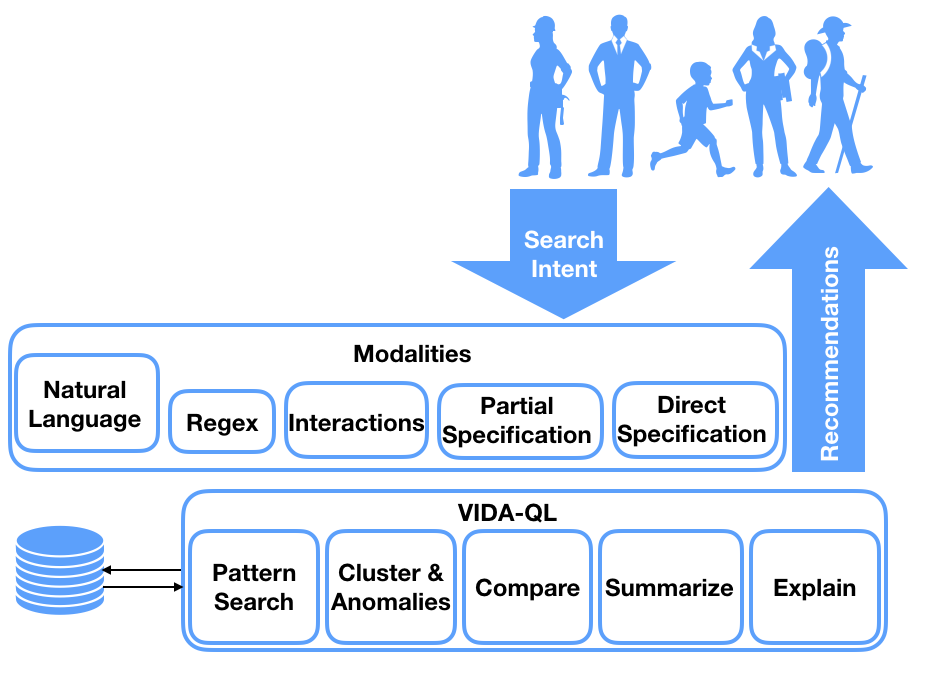 Search
Intent
Recommendations
Modalities
Natural
Language
Regex
Interactions
Partial
Specification
Direct
Specification
VIDA-QL
Pattern
Search
Cluster &
Anomalies
Compare
Summarize
Explain